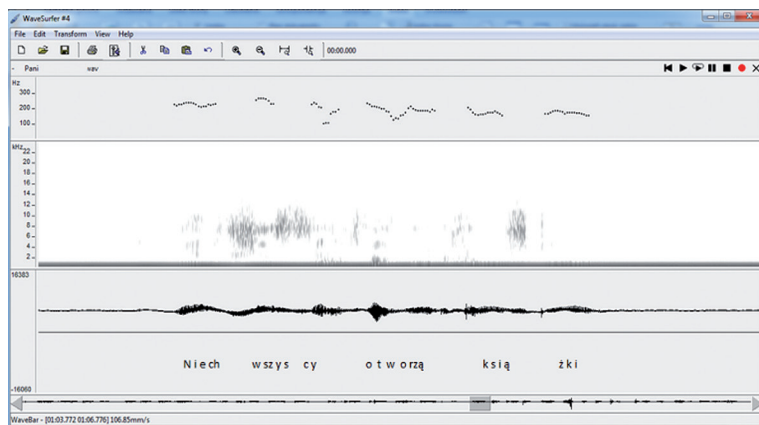 WaveSurfer #4
File Edit Transform View Help
00:00.000
- Pani wav
Hz
300
200
100
kHz
22
20
18
16
14
12
10
8
6
4
2
16383
Niech wszys cy otworzą ksią żki
-16060
WaveBar - [01:03.772 01:06.776] 106.85mm/s